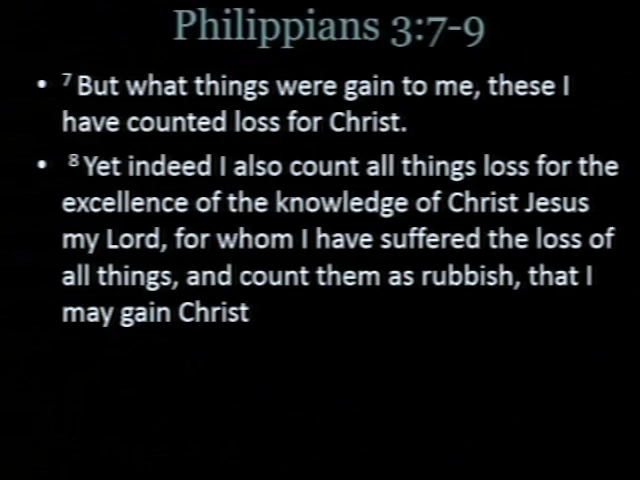 Philippians 3:7-9
• ⁷ But what things were gain to me, these I
have counted loss for Christ.
• ⁸ Yet indeed I also count all things loss for the
excellence of the knowledge of Christ Jesus
my Lord, for whom I have suffered the loss of
all things, and count them as rubbish, that I
may gain Christ